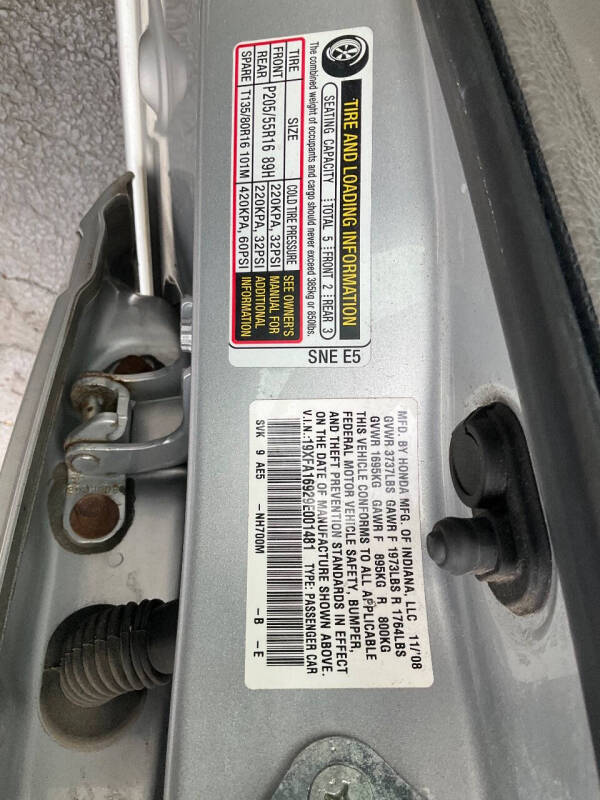 TIRE AND LOADING INFORMATION
SEATING CAPACITY TOTAL 5 FRONT 2 REAR 3
The combined weight of occupants and cargo should never exceed 385kg or 850lbs.
TIRE SIZE COLD TIRE PRESSURE SEE OWNER'S MANUAL FOR ADDITIONAL INFORMATION
FRONT P205/55R16 89H 220KPA, 32PSI
REAR 220KPA, 32PSI
SPARE T135/80R16 101M 420KPA, 60PSI
SNE E5
MFD. BY HONDA MFG. OF INDIANA, LLC 11/'08
GVWR 3737LBS GAWR F 1973LBS R 1764LBS
GVWR 1695KG GAWR F 895KG R 800KG
THIS VEHICLE CONFORMS TO ALL APPLICABLE
FEDERAL MOTOR VEHICLE SAFETY, BUMPER,
AND THEFT PREVENTION STANDARDS IN EFFECT
ON THE DATE OF MANUFACTURE SHOWN ABOVE.
V.I.N.:19XFA16929E001481 TYPE: PASSENGER CAR
SVK 9 AE5 -NH700M -B -E